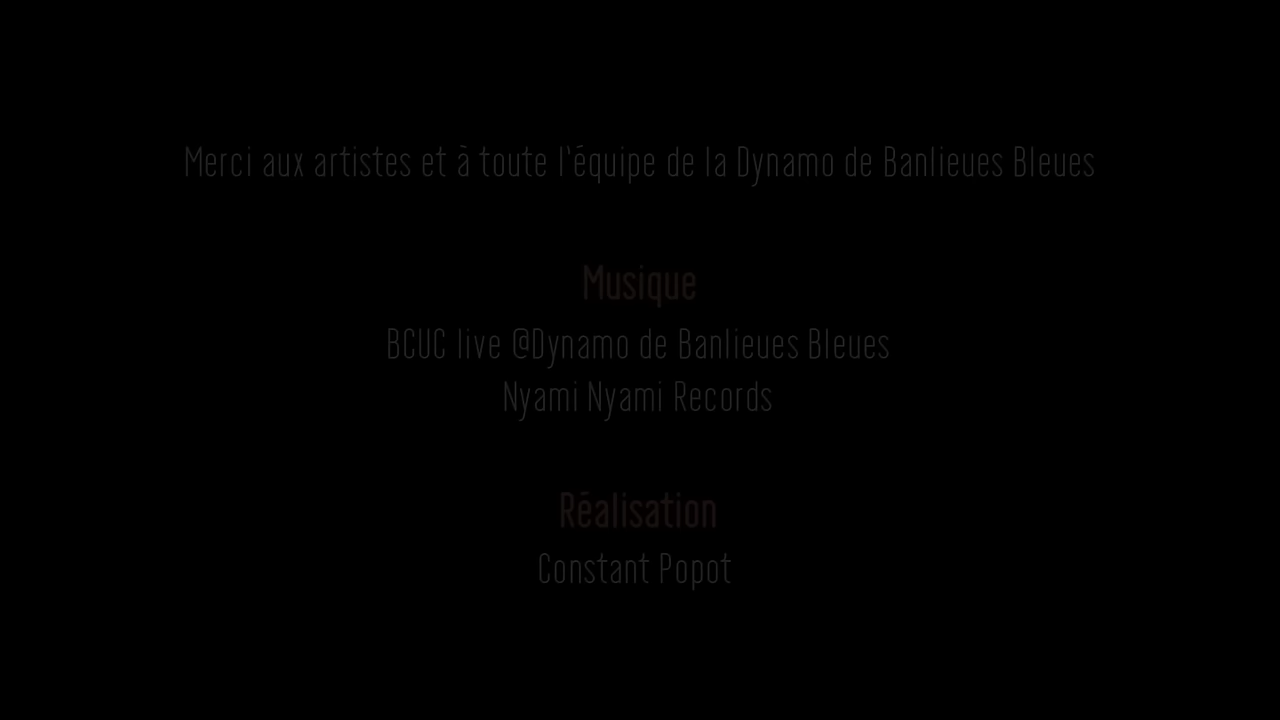 Merci aux artistes et à toute l'équipe de la Dynamo de Banlieues Bleues
Musique
BCUC live @Dynamo de Banlieues Bleues
Nyami Nyami Records
Réalisation
Constant Popot